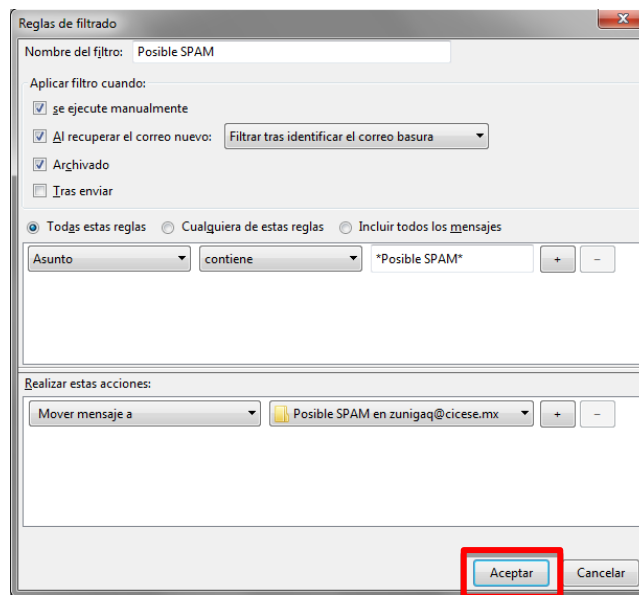 Reglas de filtrado
Nombre del filtro: Posible SPAM
Aplicar filtro cuando:
se ejecute manualmente
Al recuperar el correo nuevo: Filtrar tras identificar el correo basura
Archivado
Tras enviar
Todas estas reglas Cualquiera de estas reglas Incluir todos los mensajes
Asunto contiene *Posible SPAM* + −
Realizar estas acciones:
Mover mensaje a Posible SPAM en zunigaq@cicese.mx + −
Aceptar Cancelar